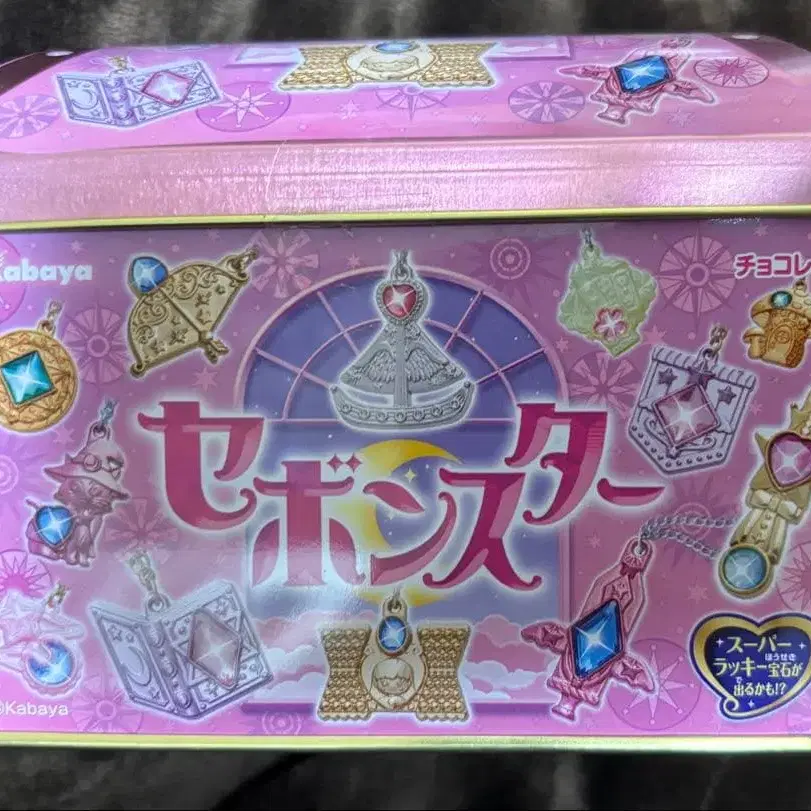 Kabaya
チョコレ
セボンスター
スーパー
ラッキー宝石が
ほうせき
出るかも!?
で
©Kabaya